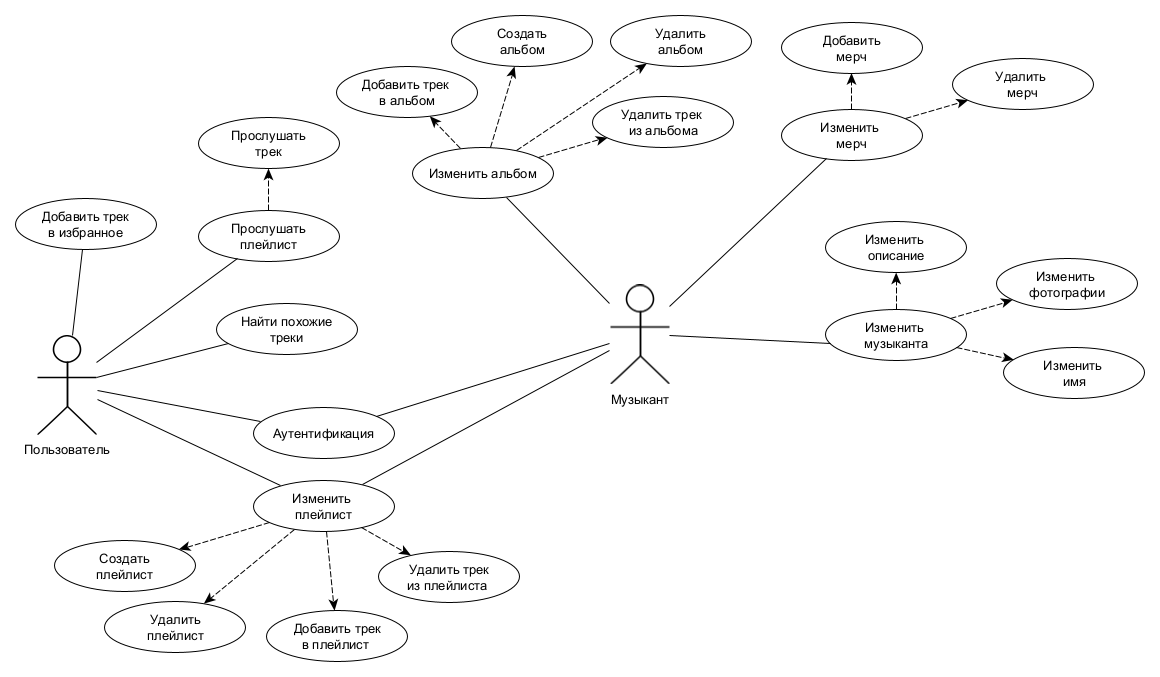 Создать
альбом
Удалить
альбом
Добавить
мерч
Удалить
мерч
Добавить трек
в альбом
Удалить трек
из альбома
Изменить
мерч
Прослушать
трек
Изменить альбом
Добавить трек
в избранное
Прослушать
плейлист
Изменить
описание
Изменить
фотографии
Найти похожие
треки
Изменить
музыканта
Изменить
имя
Музыкант
Аутентификация
Пользователь
Изменить
плейлист
Создать
плейлист
Удалить трек
из плейлиста
Удалить
плейлист
Добавить трек
в плейлист